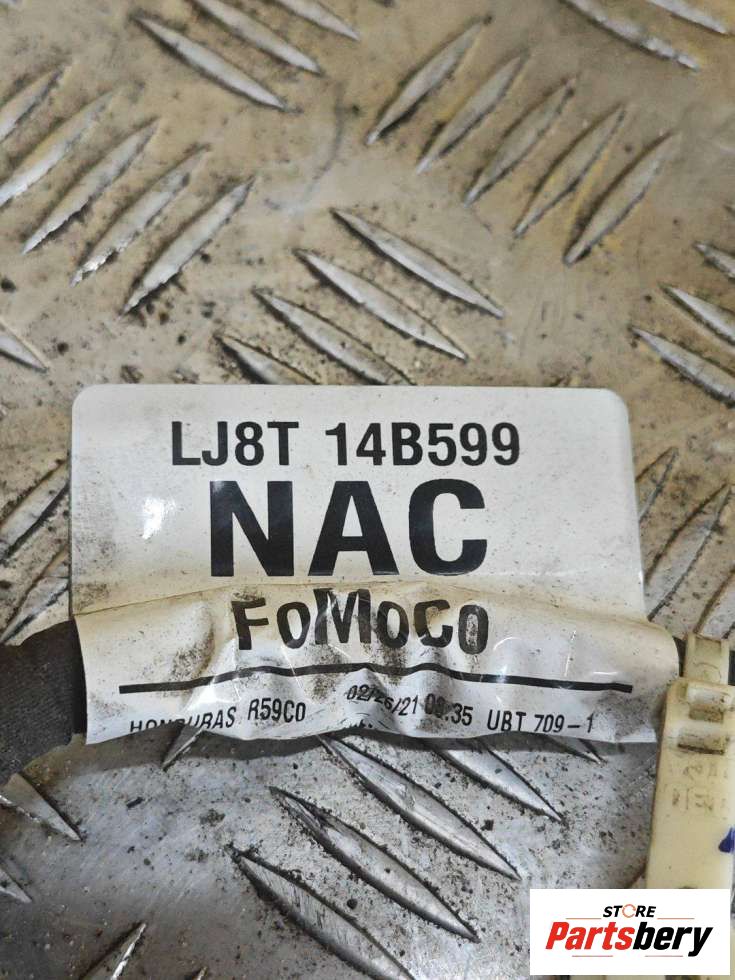 LJ8T 14B599
NAC
FoMoCo
HONDURAS R59C0 02/26/21 09:35 UBT 709-1
STORE
Partsbery